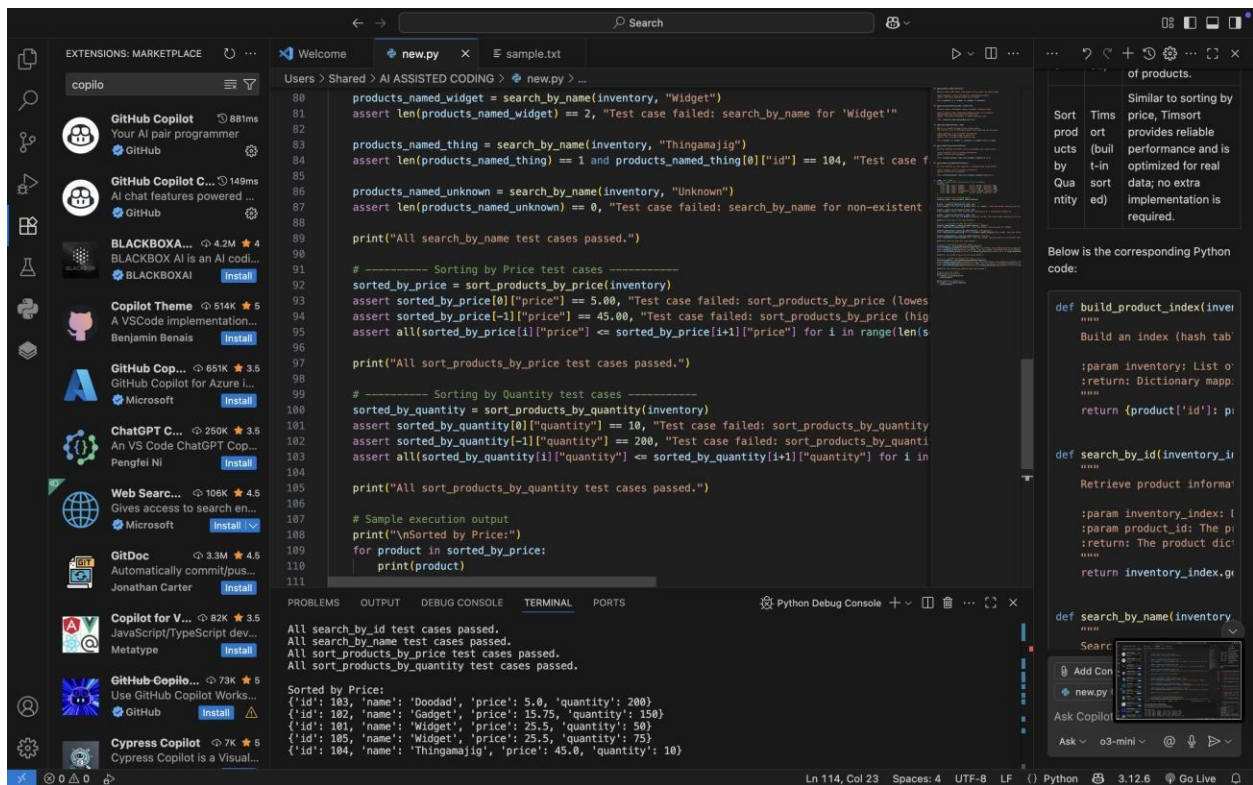 Search
EXTENSIONS: MARKETPLACE
copilo
GitHub Copilot 881ms
Your AI pair programmer
GitHub
GitHub Copilot C... 149ms
AI chat features powered ...
GitHub
BLACKBOXA... 4.2M ★ 4
BLACKBOX AI is an AI codi...
BLACKBOXAI Install
Copilot Theme 514K ★ 5
A VSCode implementation...
Benjamin Benais Install
GitHub Cop... 651K ★ 3.5
GitHub Copilot for Azure i...
Microsoft Install
ChatGPT C... 250K ★ 3.5
An VS Code ChatGPT Cop...
Pengfei Ni Install
Web Searc... 106K ★ 4.5
Gives access to search en...
Microsoft Install
GitDoc 3.3M ★ 4.5
Automatically commit/pus...
Jonathan Carter Install
Copilot for V... 82K ★ 3.5
JavaScript/TypeScript dev...
Metatype Install
GitHub Copilo... 73K ★ 5
Use GitHub Copilot Works...
GitHub Install
Cypress Copilot 7K ★ 5
Cypress Copilot is a Visual...
Welcome new.py sample.txt
Users > Shared > AI ASSISTED CODING > new.py > ...
80 products_named_widget = search_by_name(inventory, "Widget")
81 assert len(products_named_widget) == 2, "Test case failed: search_by_name for 'Widget'"
82
83 products_named_thing = search_by_name(inventory, "Thingamajig")
84 assert len(products_named_thing) == 1 and products_named_thing[0]["id"] == 104, "Test case f
85
86 products_named_unknown = search_by_name(inventory, "Unknown")
87 assert len(products_named_unknown) == 0, "Test case failed: search_by_name for non-existent
88
89 print("All search_by_name test cases passed.")
90
91 # ---------- Sorting by Price test cases -----------
92 sorted_by_price = sort_products_by_price(inventory)
93 assert sorted_by_price[0]["price"] == 5.00, "Test case failed: sort_products_by_price (lowes
94 assert sorted_by_price[-1]["price"] == 45.00, "Test case failed: sort_products_by_price (hig
95 assert all(sorted_by_price[i]["price"] <= sorted_by_price[i+1]["price"] for i in range(len(s
96
97 print("All sort_products_by_price test cases passed.")
98
99 # ---------- Sorting by Quantity test cases -----------
100 sorted_by_quantity = sort_products_by_quantity(inventory)
101 assert sorted_by_quantity[0]["quantity"] == 10, "Test case failed: sort_products_by_quantity
102 assert sorted_by_quantity[-1]["quantity"] == 200, "Test case failed: sort_products_by_quanti
103 assert all(sorted_by_quantity[i]["quantity"] <= sorted_by_quantity[i+1]["quantity"] for i in
104
105 print("All sort_products_by_quantity test cases passed.")
106
107 # Sample execution output
108 print("\nSorted by Price:")
109 for product in sorted_by_price:
110 print(product)
111
PROBLEMS OUTPUT DEBUG CONSOLE TERMINAL PORTS Python Debug Console
All search_by_id test cases passed.
All search_by_name test cases passed.
All sort_products_by_price test cases passed.
All sort_products_by_quantity test cases passed.
Sorted by Price:
{'id': 103, 'name': 'Doodad', 'price': 5.0, 'quantity': 200}
{'id': 102, 'name': 'Gadget', 'price': 15.75, 'quantity': 150}
{'id': 101, 'name': 'Widget', 'price': 25.5, 'quantity': 50}
{'id': 105, 'name': 'Widget', 'price': 25.5, 'quantity': 75}
{'id': 104, 'name': 'Thingamajig', 'price': 45.0, 'quantity': 10}
of products.
Similar to sorting by
Sort Tims price, Timsort
prod ort provides reliable
ucts (buil performance and is
by t-in optimized for real
Qua sort data; no extra
ntity ed) implementation is
required.
Below is the corresponding Python
code:
def build_product_index(inver
"""
Build an index (hash tab
:param inventory: List o
:return: Dictionary mapp
"""
return {product['id']: p
def search_by_id(inventory_i
"""
Retrieve product informa
:param inventory_index: D
:param product_id: The p
:return: The product dic
"""
return inventory_index.ge
def search_by_name(inventory
"""
Searc
Add Con
new.py
Ask Copilot
Ask o3-mini
0 0 Ln 114, Col 23 Spaces: 4 UTF-8 LF {} Python 3.12.6 Go Live